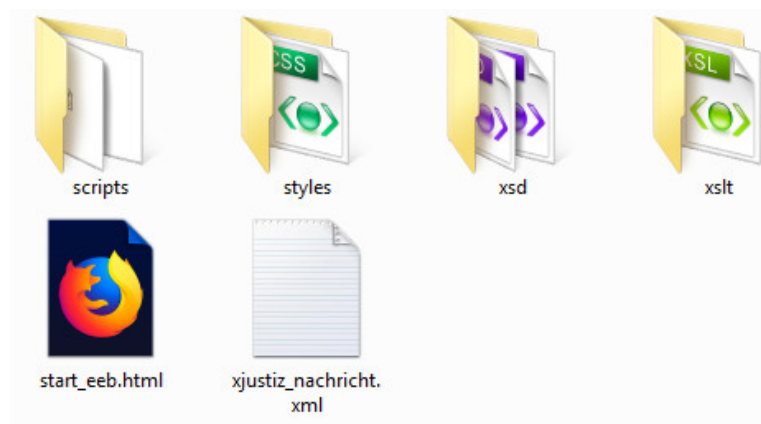 CSS
XSL
scripts
styles
xsd
xslt
start_eeb.html
xjustiz_nachricht.
xml